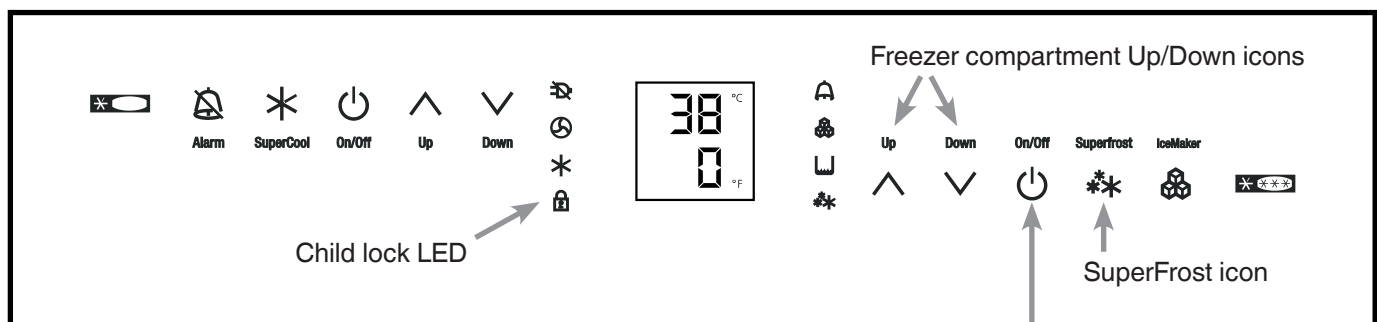 Freezer compartment Up/Down icons
38 °C
0 °F
Alarm SuperCool On/Off Up Down
Up Down On/Off Superfrost IceMaker
Child lock LED
SuperFrost icon